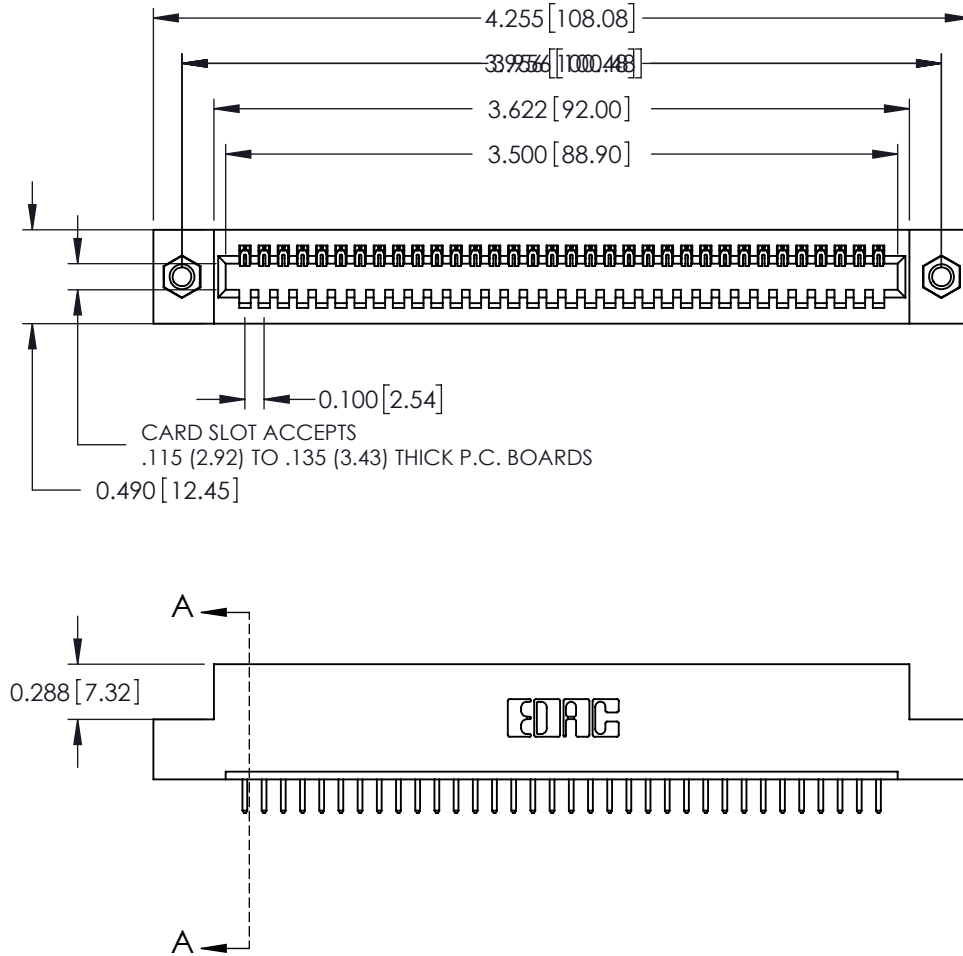 4.255 [108.08]
3.622 [92.00]
3.500 [88.90]
0.100 [2.54]
CARD SLOT ACCEPTS
.115 (2.92) TO .135 (3.43) THICK P.C. BOARDS
0.490 [12.45]
A
0.288 [7.32]
EDAC
A